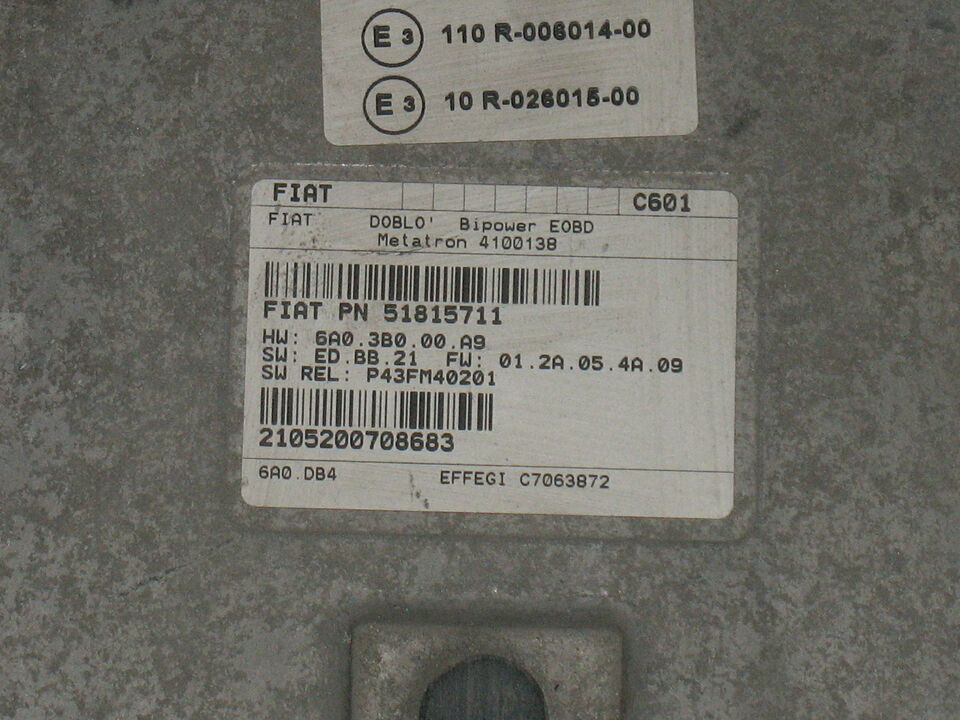 E 3 110 R-006014-00
E 3 10 R-026015-00
FIAT C601
FIAT DOBLO' Bipower EOBD
Metatron 4100138
FIAT PN 51815711
HW: 6A0.3B0.00.A9
SW: ED.BB.21 FW: 01.2A.05.4A.09
SW REL: P43FM40201
2105200708683
6A0.DB4 EFFEGI C7063872